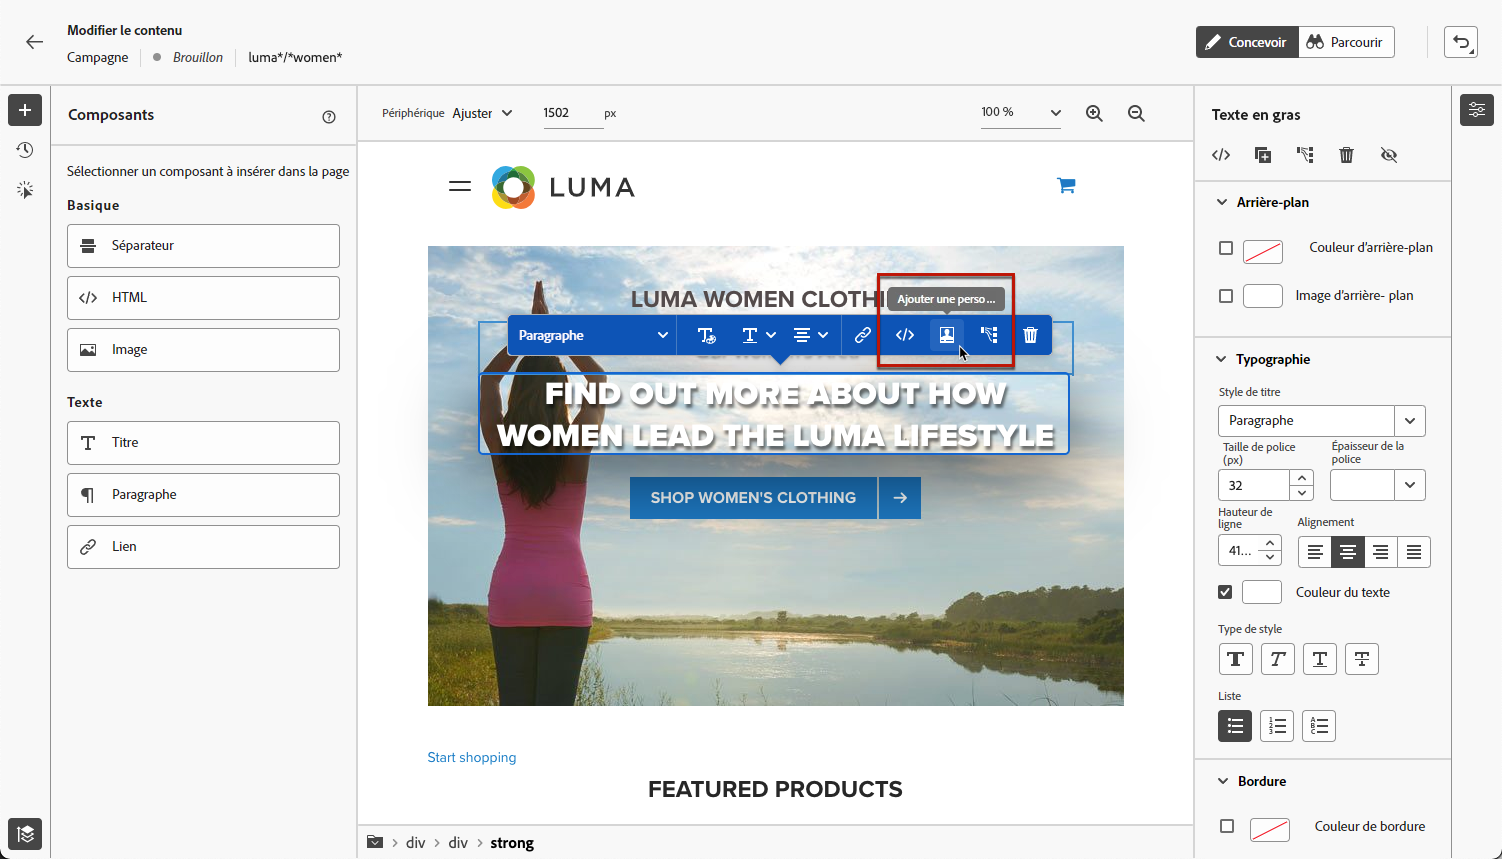 Modifier le contenu
Campagne
Brouillon
luma*/*women*
Concevoir
Parcourir
Composants
Sélectionner un composant à insérer dans la page
Basique
Séparateur
HTML
Image
Texte
Titre
Paragraphe
Lien
Périphérique
Ajuster
1502
px
100 %
LUMA
LUMA WOMEN CLOTHI
Ajouter une perso ...
Paragraphe
FIND OUT MORE ABOUT HOW
WOMEN LEAD THE LUMA LIFESTYLE
SHOP WOMEN'S CLOTHING
Start shopping
FEATURED PRODUCTS
div
div
strong
Texte en gras
Arrière-plan
Couleur d'arrière-plan
Image d'arrière- plan
Typographie
Style de titre
Paragraphe
Taille de police
(px)
Épaisseur de la
police
32
Hauteur de
ligne
Alignement
41...
Couleur du texte
Type de style
Liste
Bordure
Couleur de bordure